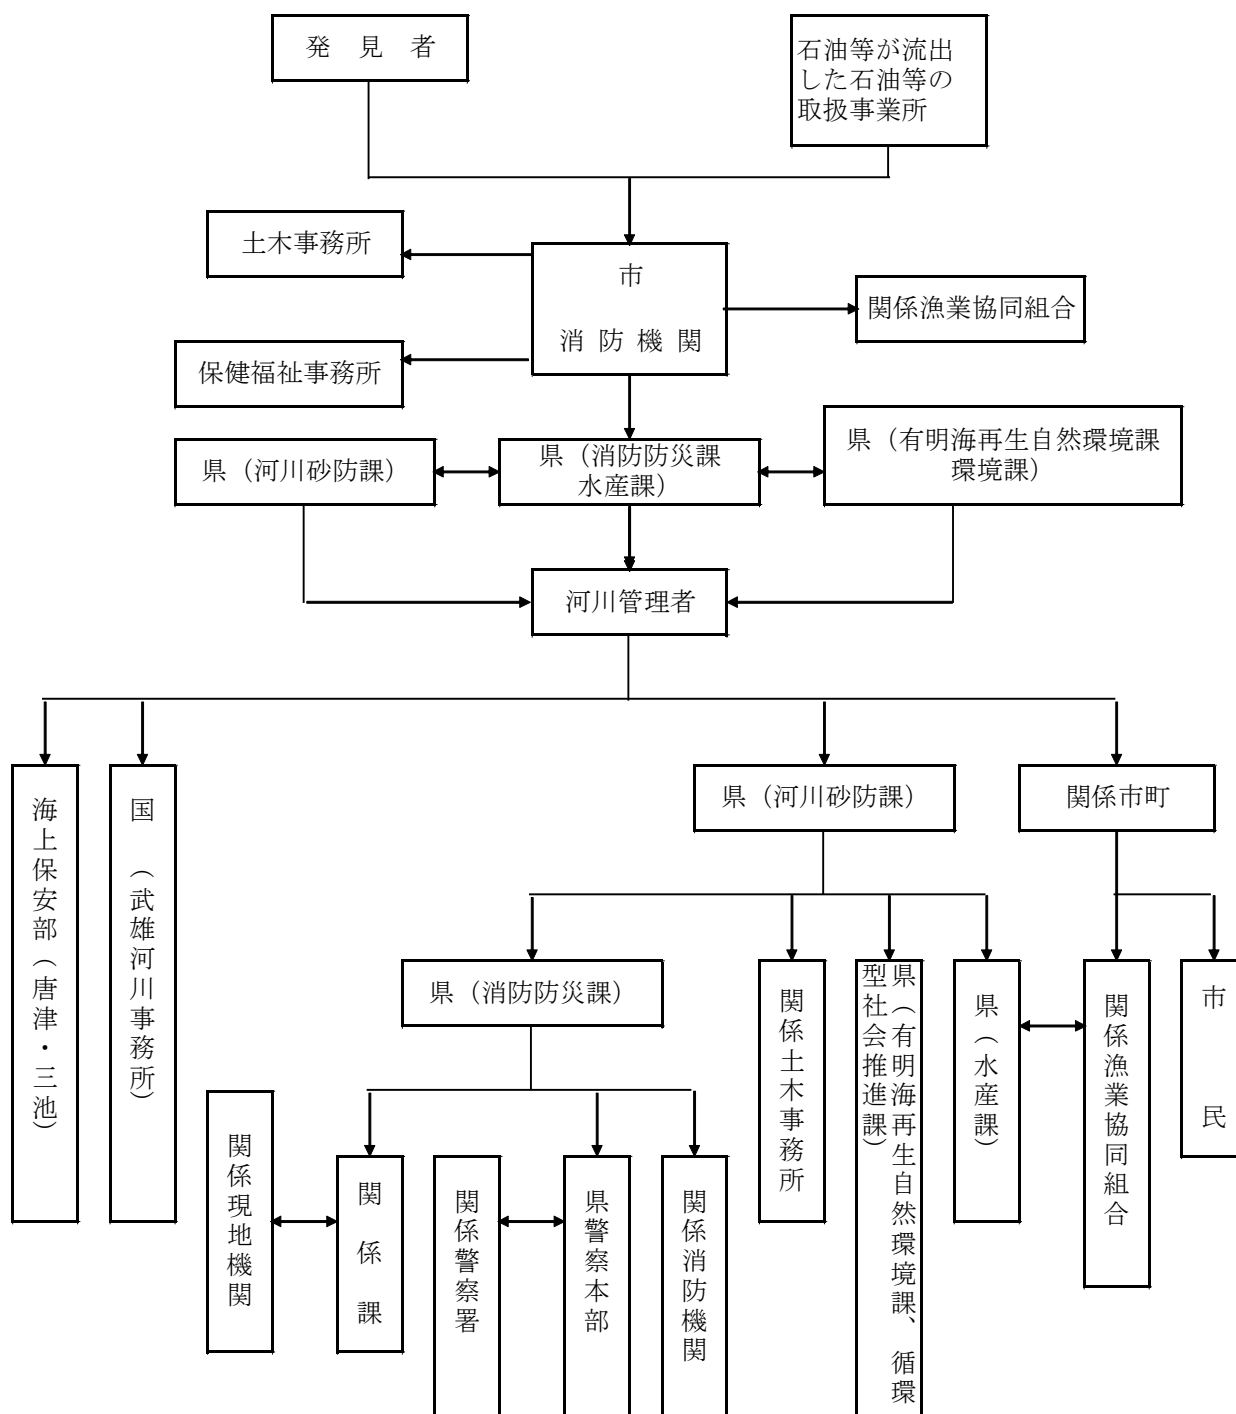 発　見　者
石油等が流出
した石油等の
取扱事業所
土木事務所
市
消 防 機 関
関係漁業協同組合
保健福祉事務所
県（河川砂防課）
県（消防防災課
水産課）
県（有明海再生自然環境課
環境課）
河川管理者
海上保安部（唐津・三池）
国　（武雄河川事務所）
県（河川砂防課）
関係市町
県（消防防災課）
関係土木事務所
県（有明海再生自然環境課、循環
型社会推進課）
県（水産課）
関係漁業協同組合
市　　民
関係現地機関
関　係　課
関係警察署
県警察本部
関係消防機関